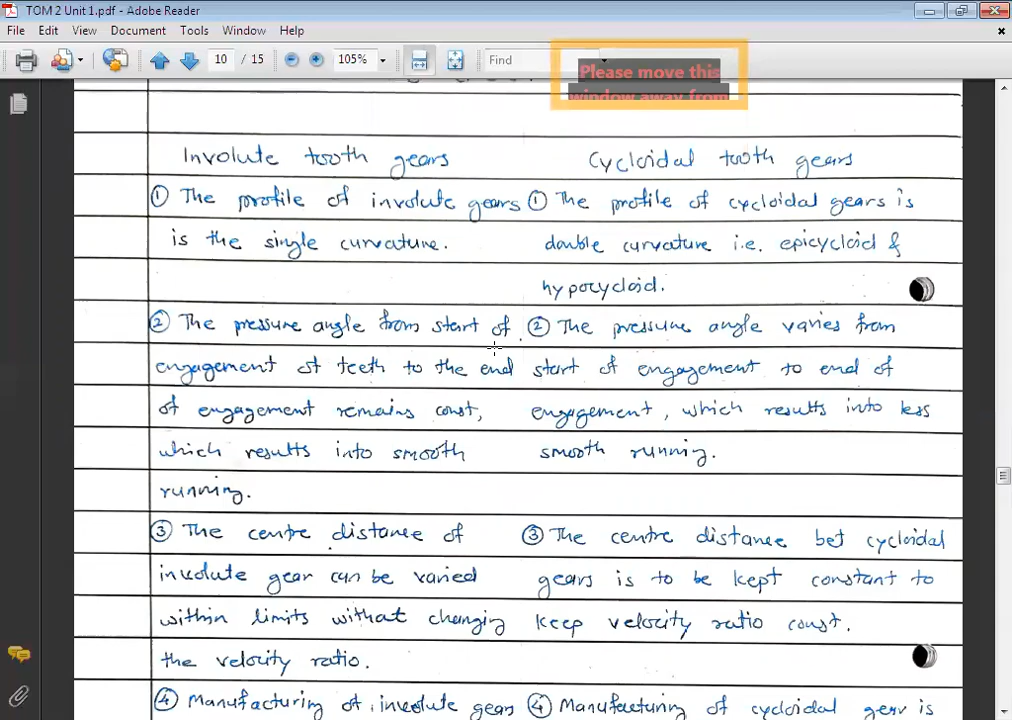 TOM 2 Unit 1.pdf - Adobe Reader
File Edit View Document Tools Window Help
10 / 15 105% Find
Please move this
window away from
Involute tooth gears
① The profile of involute gears
is the single curvature.
② The pressure angle from start of
engagement of teeth to the end
of engagement remains const,
which results into smooth
running.
③ The centre distance of
involute gear can be varied
within limits without changing
the velocity ratio.
④ Manufacturing of involute gears
Cycloidal tooth gears
① The profile of cycloidal gears is
double curvature i.e. epicycloid &
hypocycloid.
② The pressure angle varies from
start of engagement to end of
engagement, which results into less
smooth running.
③ The centre distance bet cycloidal
gears is to be kept constant to
keep velocity ratio const.
④ Manufacturing of cycloidal gear is